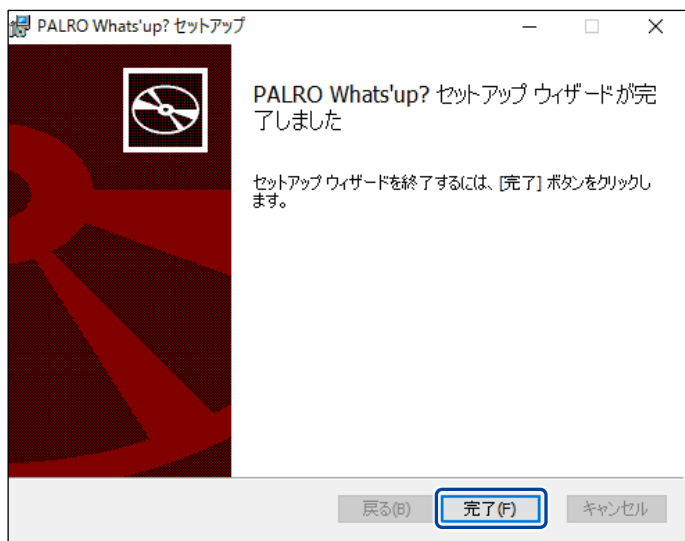 PALRO Whats'up? セットアップ
PALRO Whats'up? セットアップ ウィザードが完
了しました
セットアップ ウィザードを終了するには、[完了] ボタンをクリックし
ます。
戻る(B) 完了(F) キャンセル